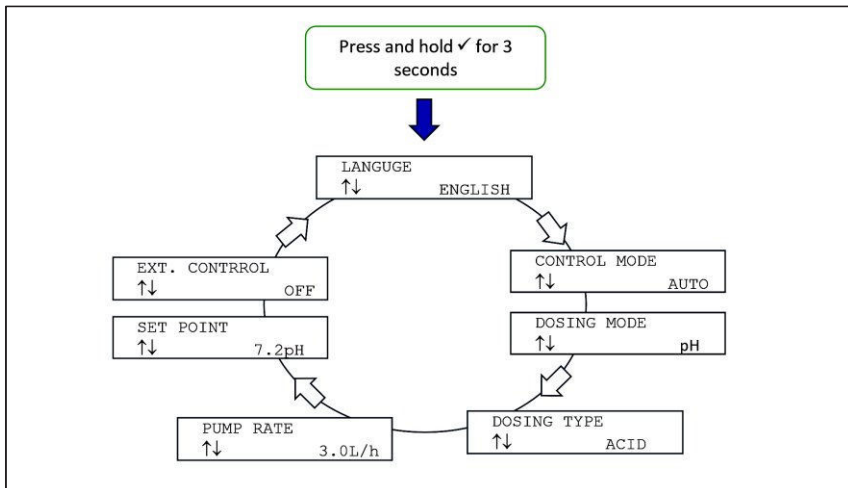 Press and hold ✓ for 3
seconds
LANGUGE
↑↓ ENGLISH
CONTROL MODE
↑↓ AUTO
DOSING MODE
↑↓ pH
DOSING TYPE
↑↓ ACID
PUMP RATE
↑↓ 3.0L/h
SET POINT
↑↓ 7.2pH
EXT. CONTRROL
↑↓ OFF